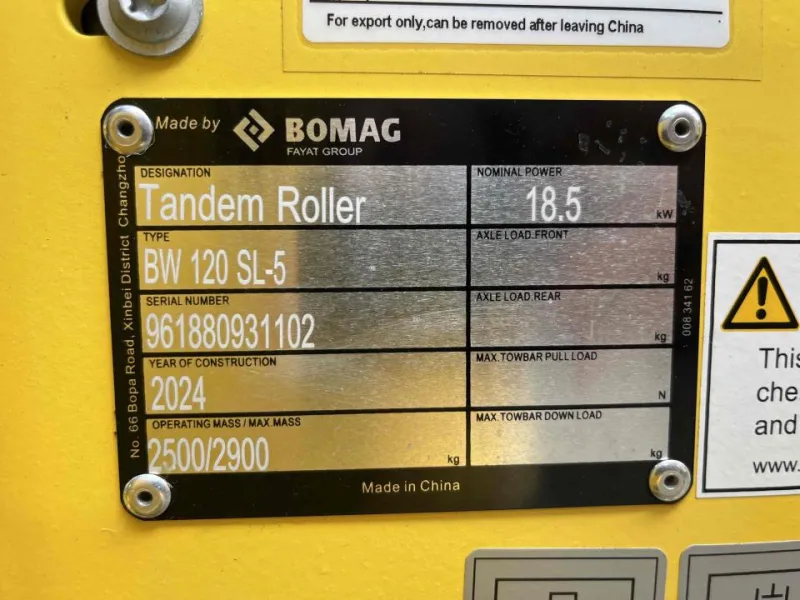 For export only,can be removed after leaving China
Made by BOMAG
FAYAT GROUP
DESIGNATION
Tandem Roller
NOMINAL POWER
18.5 kW
TYPE
BW 120 SL-5
AXLE LOAD.FRONT
kg
SERIAL NUMBER
961880931102
AXLE LOAD.REAR
kg
YEAR OF CONSTRUCTION
2024
MAX.TOWBAR PULL LOAD
N
OPERATING MASS / MAX MASS
2500/2900 kg
MAX.TOWBAR DOWN LOAD
kg
Made in China
No. 66 Bopa Road, Xinbei District Changzho
008 341 62
This
che
and
www.